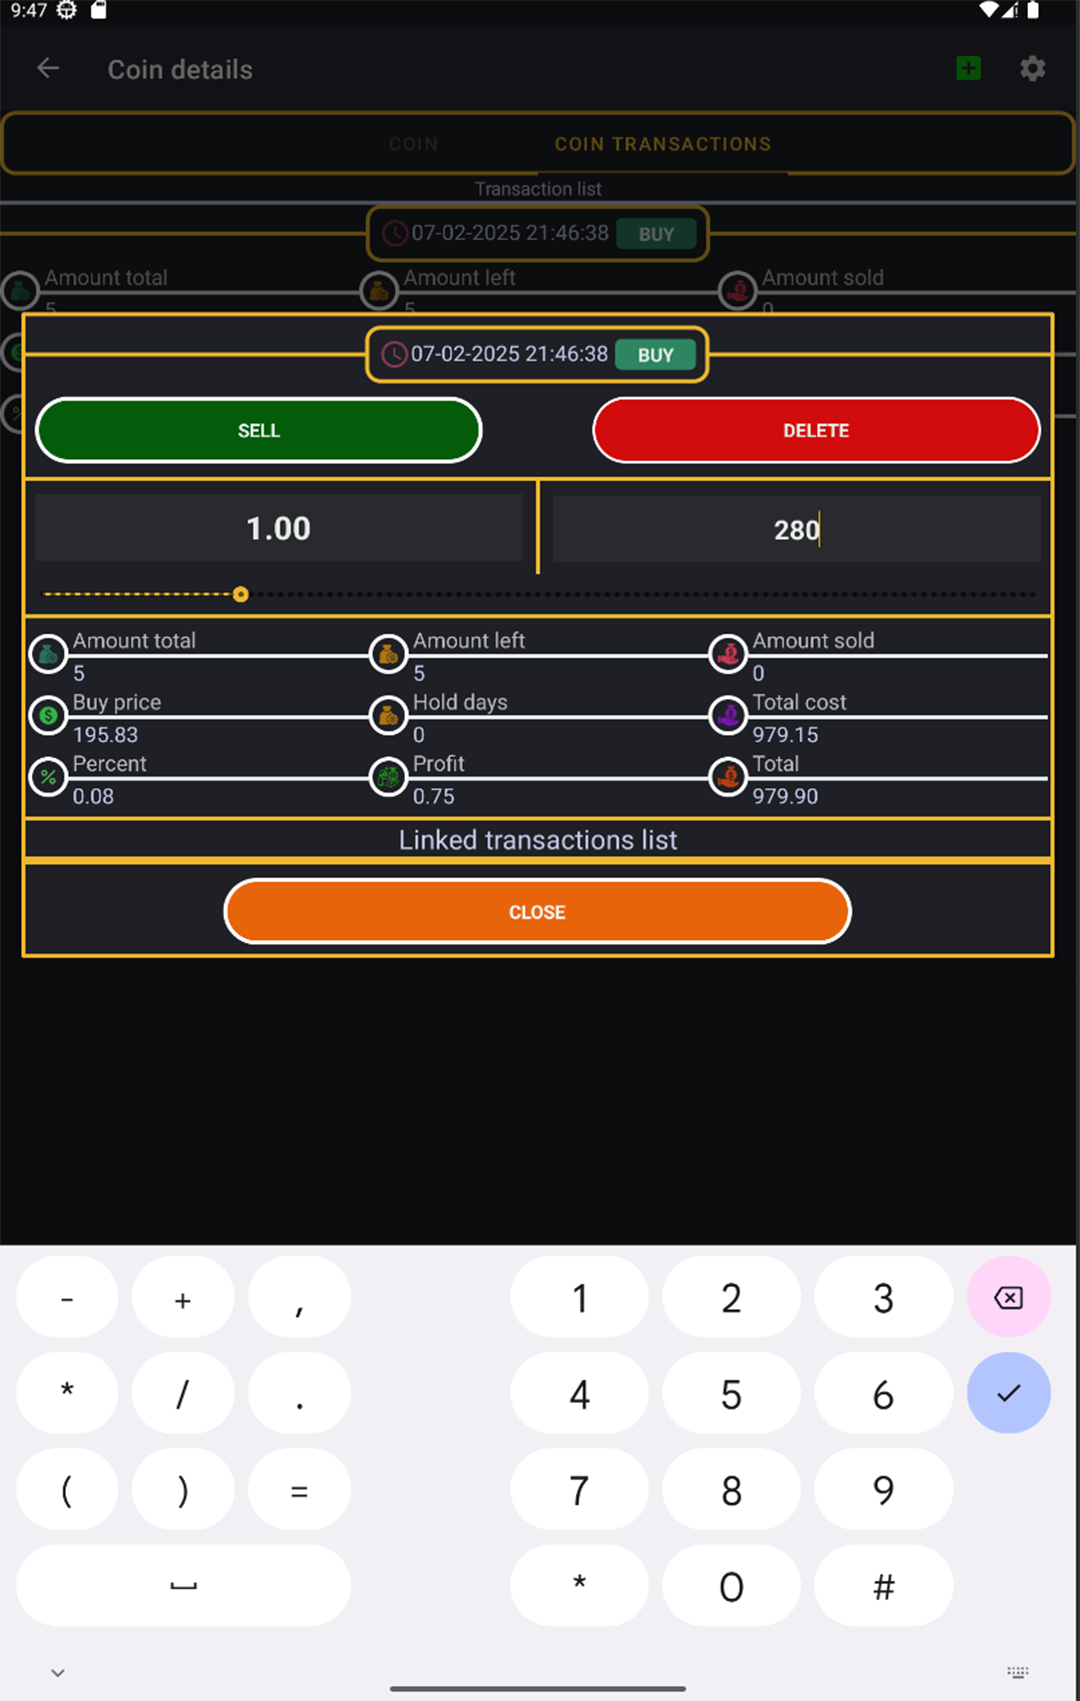 9:47
Coin details
COIN COIN TRANSACTIONS
Transaction list
07-02-2025 21:46:38 BUY
Amount total Amount left Amount sold
5 5 0
07-02-2025 21:46:38 BUY
SELL DELETE
1.00 280
Amount total Amount left Amount sold
5 5 0
Buy price Hold days Total cost
195.83 0 979.15
Percent Profit Total
0.08 0.75 979.90
Linked transactions list
CLOSE
- + , 1 2 3
* / . 4 5 6
( ) = 7 8 9
* 0 #